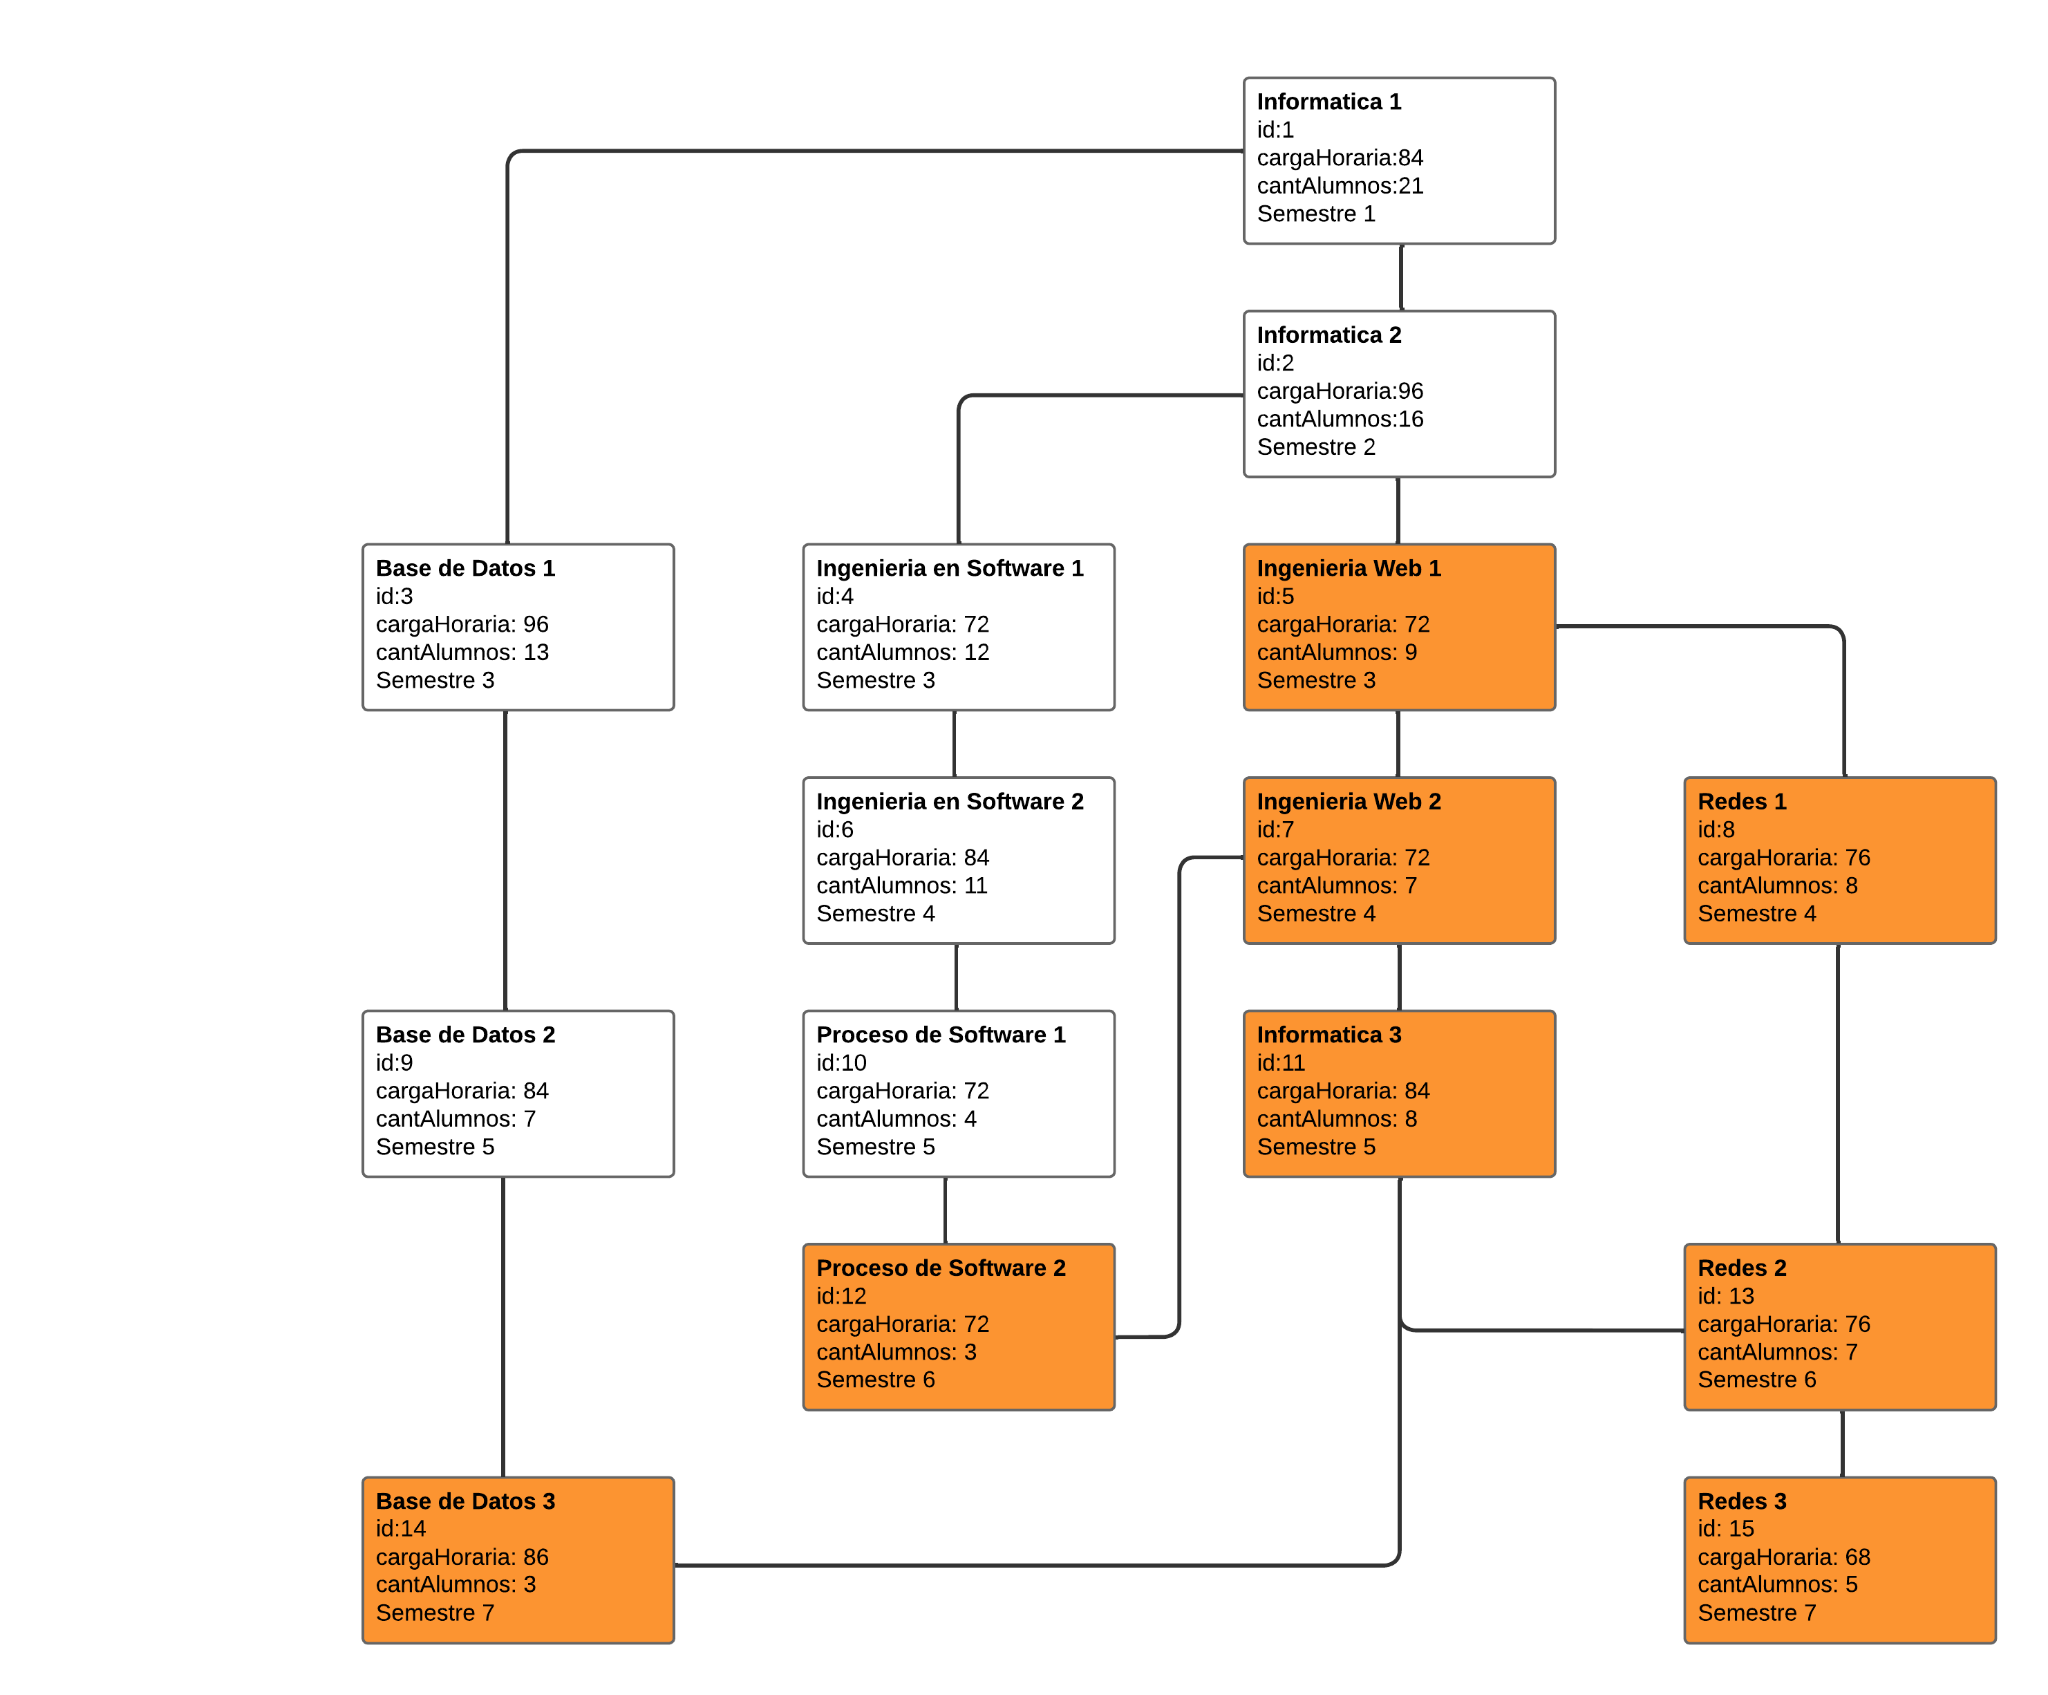 Informatica 1
id:1
cargaHoraria:84
cantAlumnos:21
Semestre 1
Informatica 2
id:2
cargaHoraria:96
cantAlumnos:16
Semestre 2
Base de Datos 1
id:3
cargaHoraria: 96
cantAlumnos: 13
Semestre 3
Ingenieria en Software 1
id:4
cargaHoraria: 72
cantAlumnos: 12
Semestre 3
Ingenieria Web 1
id:5
cargaHoraria: 72
cantAlumnos: 9
Semestre 3
Ingenieria en Software 2
id:6
cargaHoraria: 84
cantAlumnos: 11
Semestre 4
Ingenieria Web 2
id:7
cargaHoraria: 72
cantAlumnos: 7
Semestre 4
Redes 1
id:8
cargaHoraria: 76
cantAlumnos: 8
Semestre 4
Base de Datos 2
id:9
cargaHoraria: 84
cantAlumnos: 7
Semestre 5
Proceso de Software 1
id:10
cargaHoraria: 72
cantAlumnos: 4
Semestre 5
Informatica 3
id:11
cargaHoraria: 84
cantAlumnos: 8
Semestre 5
Proceso de Software 2
id:12
cargaHoraria: 72
cantAlumnos: 3
Semestre 6
Redes 2
id: 13
cargaHoraria: 76
cantAlumnos: 7
Semestre 6
Base de Datos 3
id:14
cargaHoraria: 86
cantAlumnos: 3
Semestre 7
Redes 3
id: 15
cargaHoraria: 68
cantAlumnos: 5
Semestre 7